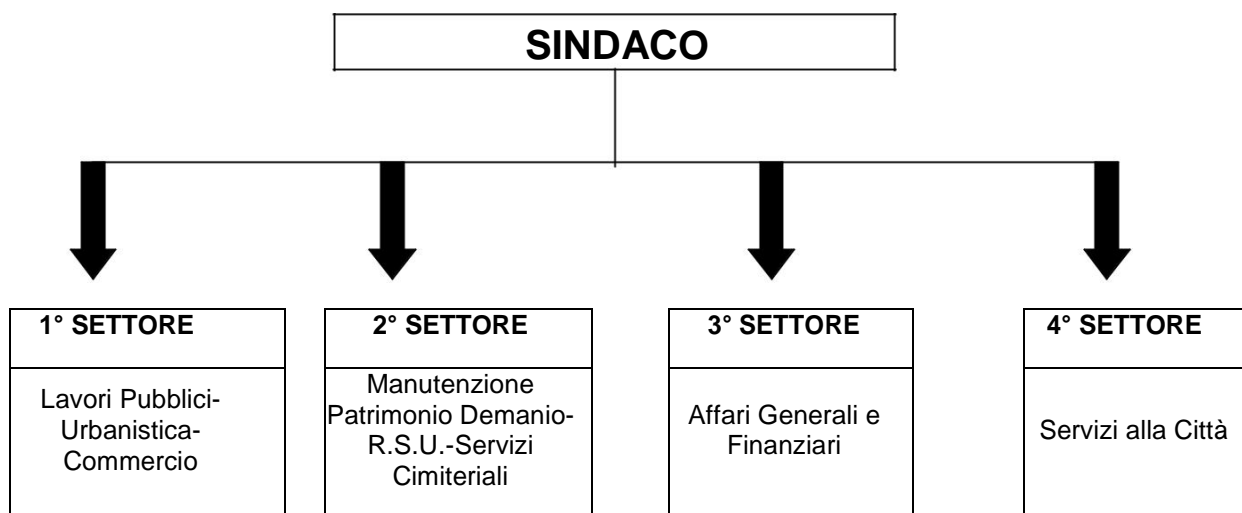 SINDACO
1° SETTORE
Lavori Pubblici-
Urbanistica-
Commercio
2° SETTORE
Manutenzione
Patrimonio Demanio-
R.S.U.-Servizi
Cimiteriali
3° SETTORE
Affari Generali e
Finanziari
4° SETTORE
Servizi alla Città